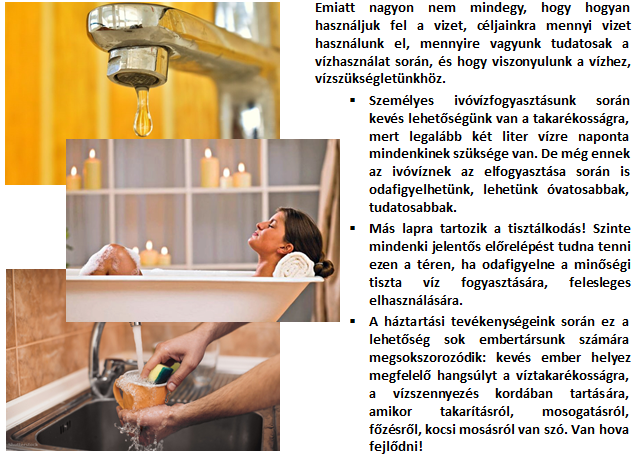 Emiatt nagyon nem mindegy, hogy hogyan
használjuk fel a vizet, céljainkra mennyi vizet
használunk el, mennyire vagyunk tudatosak a
vízhasználat során, és hogy viszonyulunk a vízhez,
vízszükségletünkhöz.
▪ Személyes ivóvízfogyasztásunk során
kevés lehetőségünk van a takarékosságra,
mert legalább két liter vízre naponta
mindenkinek szüksége van. De még ennek
az ivóvíznek az elfogyasztása során is
odafigyelhetünk, lehetünk óvatosabbak,
tudatosabbak.
▪ Más lapra tartozik a tisztálkodás! Szinte
mindenki jelentős előrelépést tudna tenni
ezen a téren, ha odafigyelne a minőségi
tiszta víz fogyasztására, felesleges
elhasználására.
▪ A háztartási tevékenységeink során ez a
lehetőség sok embertársunk számára
megsokszorozódik: kevés ember helyez
megfelelő hangsúlyt a víztakarékosságra,
a vízszennyezés kordában tartására,
amikor takarításról, mosogatásról,
főzésről, kocsi mosásról van szó. Van hova
fejlődni!